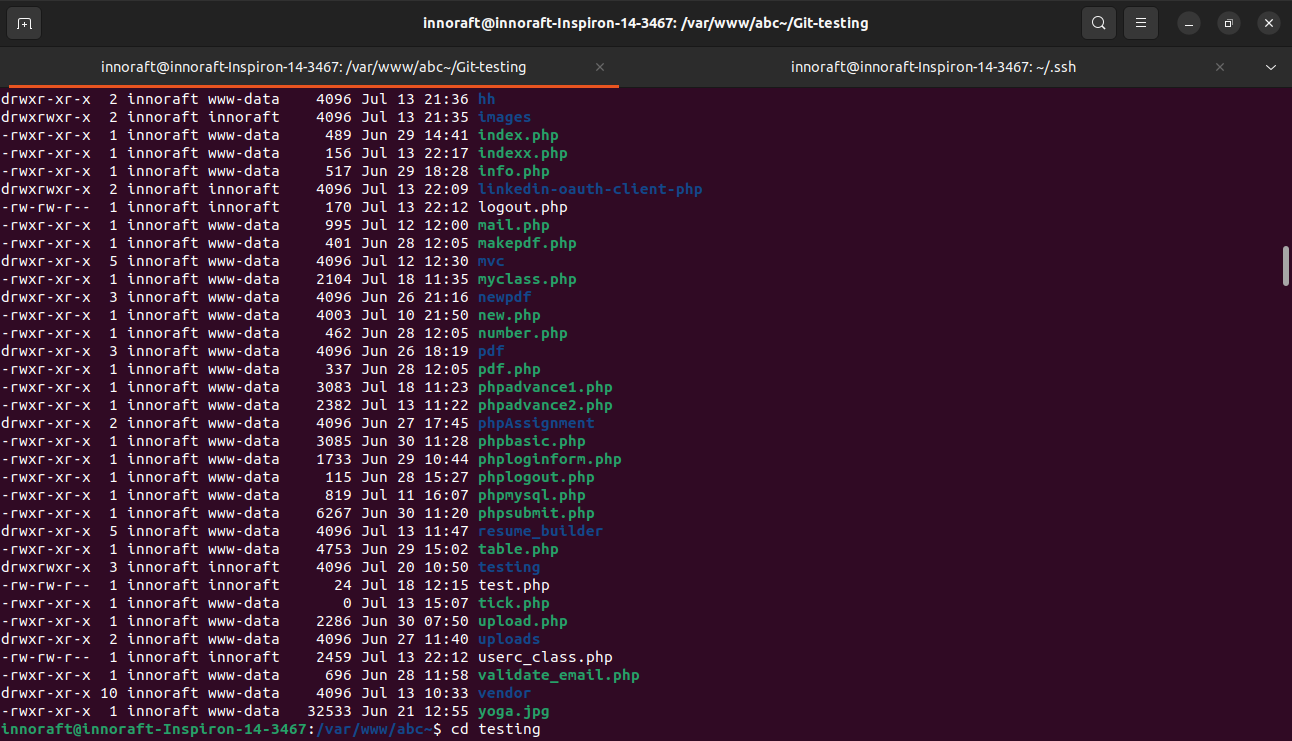 innoraft@innoraft-Inspiron-14-3467: /var/www/abc~/Git-testing
innoraft@innoraft-Inspiron-14-3467: /var/www/abc~/Git-testing
innoraft@innoraft-Inspiron-14-3467: ~/.ssh
drwxr-xr-x  2 innoraft www-data    4096 Jul 13 21:36 hh
drwxrwxr-x  2 innoraft innoraft    4096 Jul 13 21:35 images
-rwxr-xr-x  1 innoraft www-data     489 Jun 29 14:41 index.php
-rwxr-xr-x  1 innoraft www-data     156 Jul 13 22:17 indexx.php
-rwxr-xr-x  1 innoraft www-data     517 Jun 29 18:28 info.php
drwxrwxr-x  2 innoraft innoraft    4096 Jul 13 22:09 linkedin-oauth-client-php
-rw-rw-r--  1 innoraft innoraft     170 Jul 13 22:12 logout.php
-rwxr-xr-x  1 innoraft www-data     995 Jul 12 12:00 mail.php
-rwxr-xr-x  1 innoraft www-data     401 Jun 28 12:05 makepdf.php
drwxr-xr-x  5 innoraft www-data    4096 Jul 12 12:30 mvc
-rwxr-xr-x  1 innoraft www-data    2104 Jul 18 11:35 myclass.php
drwxr-xr-x  3 innoraft www-data    4096 Jun 26 21:16 newpdf
-rwxr-xr-x  1 innoraft www-data    4003 Jul 10 21:50 new.php
-rwxr-xr-x  1 innoraft www-data     462 Jun 28 12:05 number.php
drwxr-xr-x  3 innoraft www-data    4096 Jun 26 18:19 pdf
-rwxr-xr-x  1 innoraft www-data     337 Jun 28 12:05 pdf.php
-rwxr-xr-x  1 innoraft www-data    3083 Jul 18 11:23 phpadvance1.php
-rwxr-xr-x  1 innoraft www-data    2382 Jul 13 11:22 phpadvance2.php
drwxr-xr-x  2 innoraft www-data    4096 Jun 27 17:45 phpAssignment
-rwxr-xr-x  1 innoraft www-data    3085 Jun 30 11:28 phpbasic.php
-rwxr-xr-x  1 innoraft www-data    1733 Jun 29 10:44 phploginform.php
-rwxr-xr-x  1 innoraft www-data     115 Jun 28 15:27 phplogout.php
-rwxr-xr-x  1 innoraft www-data     819 Jul 11 16:07 phpmysql.php
-rwxr-xr-x  1 innoraft www-data    6267 Jun 30 11:20 phpsubmit.php
drwxr-xr-x  5 innoraft www-data    4096 Jul 13 11:47 resume_builder
-rwxr-xr-x  1 innoraft www-data    4753 Jun 29 15:02 table.php
drwxrwxr-x  3 innoraft innoraft    4096 Jul 20 10:50 testing
-rw-rw-r--  1 innoraft innoraft      24 Jul 18 12:15 test.php
-rwxr-xr-x  1 innoraft www-data       0 Jul 13 15:07 tick.php
-rwxr-xr-x  1 innoraft www-data    2286 Jun 30 07:50 upload.php
drwxr-xr-x  2 innoraft www-data    4096 Jun 27 11:40 uploads
-rw-rw-r--  1 innoraft innoraft    2459 Jul 13 22:12 userc_class.php
-rwxr-xr-x  1 innoraft www-data     696 Jun 28 11:58 validate_email.php
drwxr-xr-x 10 innoraft www-data    4096 Jul 13 10:33 vendor
-rwxr-xr-x  1 innoraft www-data   32533 Jun 21 12:55 yoga.jpg
innoraft@innoraft-Inspiron-14-3467:/var/www/abc~$ cd testing